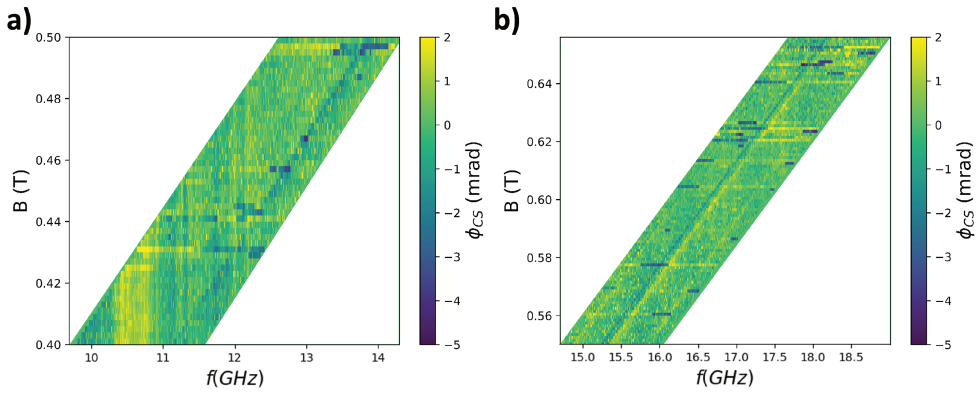 a)
B (T)
0.50
0.48
0.46
0.44
0.42
0.40
10 11 12 13 14
f(GHz)
2
1
0
−1
−2
−3
−4
−5
ϕCS (mrad)
b)
B (T)
0.64
0.62
0.60
0.58
0.56
15.0 15.5 16.0 16.5 17.0 17.5 18.0 18.5
f(GHz)
2
1
0
−1
−2
−3
−4
−5
ϕCS (mrad)